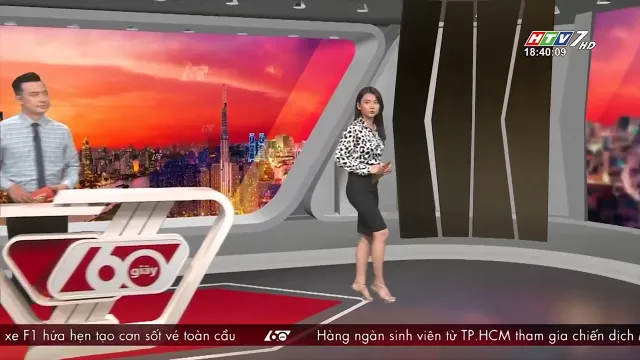 HTV7 HD
18:40:09
60 giây
xe F1 hứa hẹn tạo cơn sốt vé toàn cầu
60 Hàng ngàn sinh viên từ TP.HCM tham gia chiến dịch